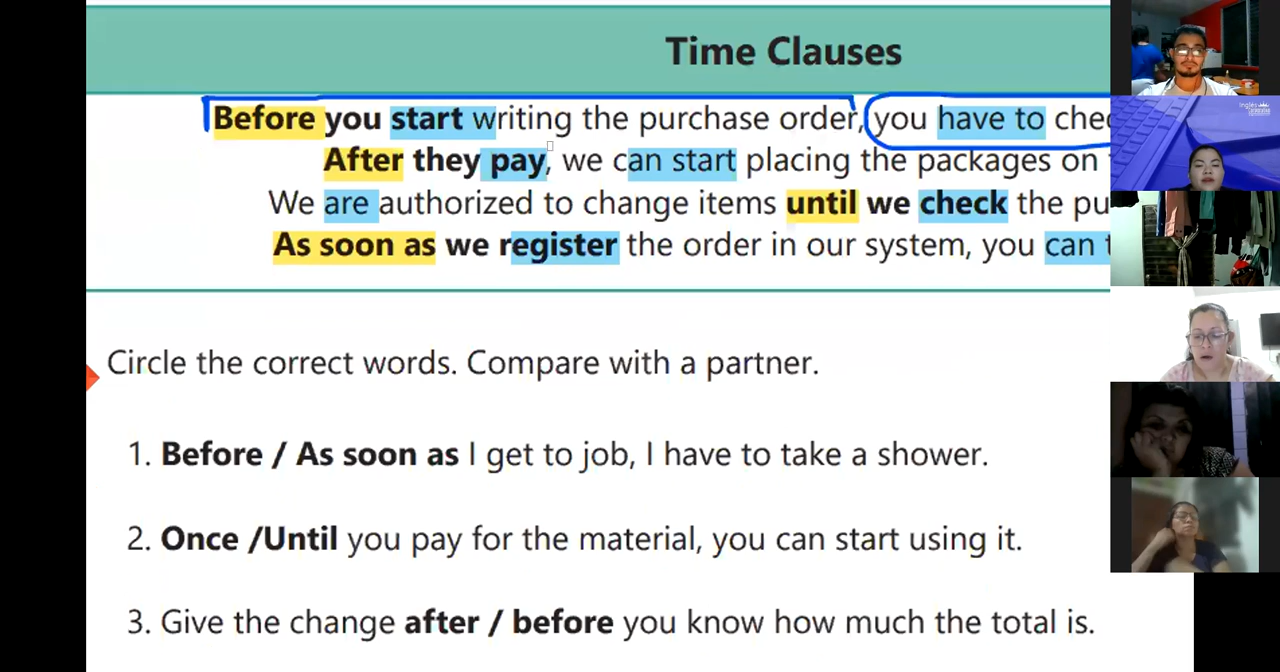 Time Clauses
Before you start writing the purchase order, you have to chec
After they pay, we can start placing the packages on
We are authorized to change items until we check the pu
As soon as we register the order in our system, you can t
Circle the correct words. Compare with a partner.
1. Before / As soon as I get to job, I have to take a shower.
2. Once /Until you pay for the material, you can start using it.
3. Give the change after / before you know how much the total is.
Inglés